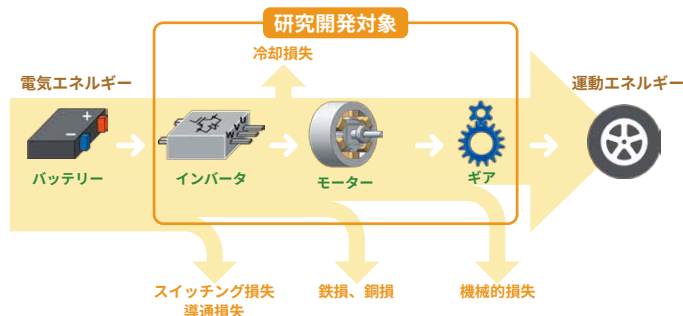 研究開発対象
冷却損失
電気エネルギー
運動エネルギー
+
-
W V U
バッテリー
インバータ
モーター
ギア
スイッチング損失
導通損失
鉄損、銅損
機械的損失